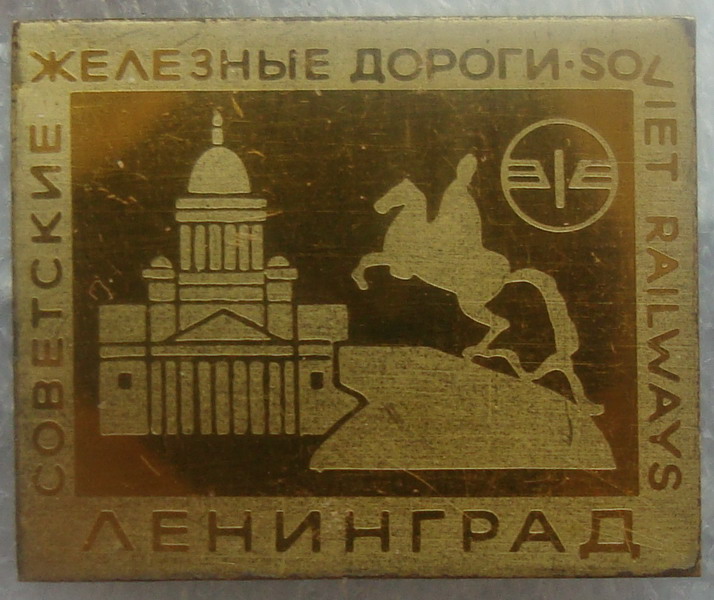 СОВЕТСКИЕ
ЖЕЛЕЗНЫЕ ДОРОГИ · SOVIET RAILWAYS
ЛЕНИНГРАД